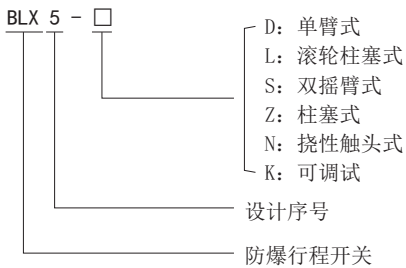 BLX 5 - □
D: 单臂式
L: 滚轮柱塞式
S: 双摇臂式
Z: 柱塞式
N: 挠性触头式
K: 可调试
设计序号
防爆行程开关